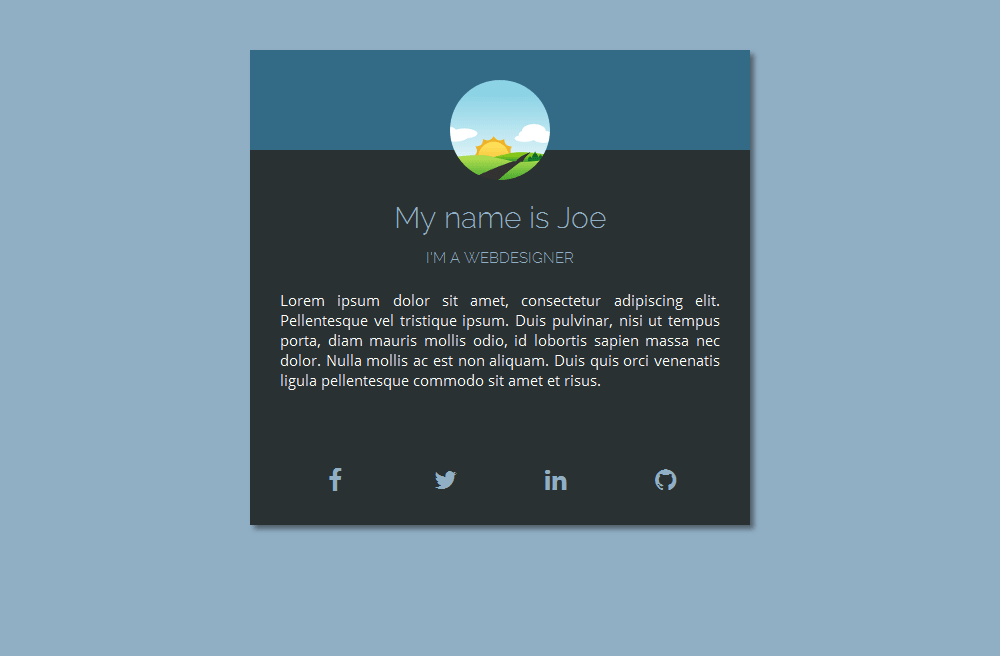 My name is Joe
I'M A WEBDESIGNER
Lorem ipsum dolor sit amet, consectetur adipiscing elit.
Pellentesque vel tristique ipsum. Duis pulvinar, nisi ut tempus
porta, diam mauris mollis odio, id lobortis sapien massa nec
dolor. Nulla mollis ac est non aliquam. Duis quis orci venenatis
ligula pellentesque commodo sit amet et risus.